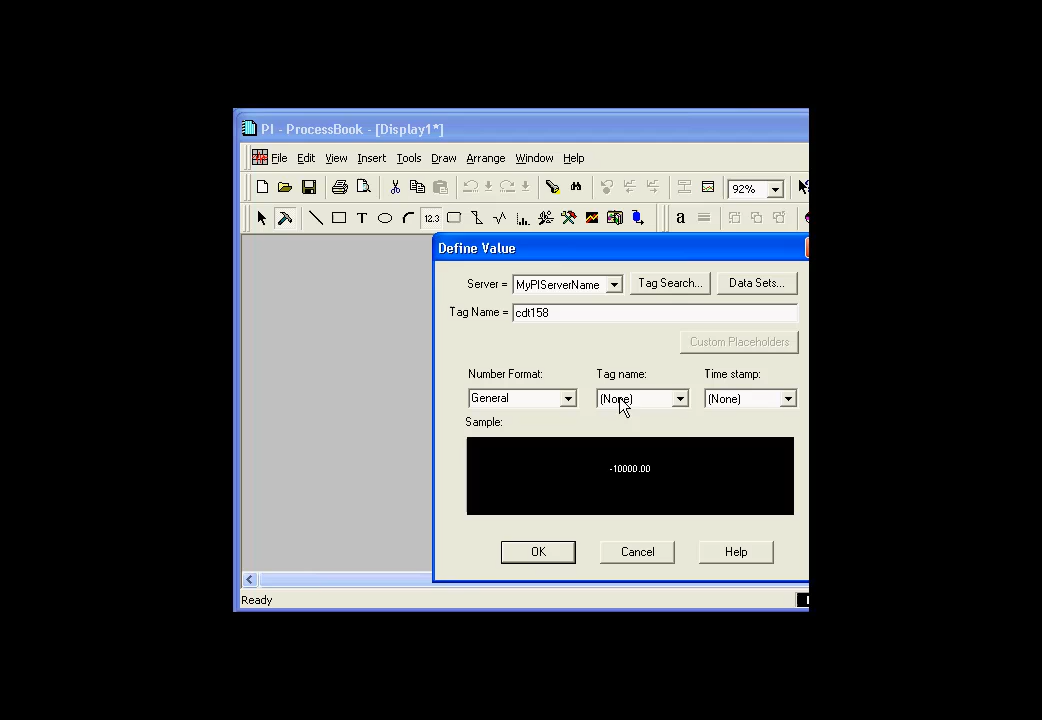 PI - ProcessBook - [Display1*]
File Edit View Insert Tools Draw Arrange Window Help
92%
T 12.3 a
Define Value
Server = MyPIServerName Tag Search... Data Sets...
Tag Name = cdt158
Custom Placeholders
Number Format: Tag name: Time stamp:
General (None) (None)
Sample:
-10000.00
OK Cancel Help
Ready